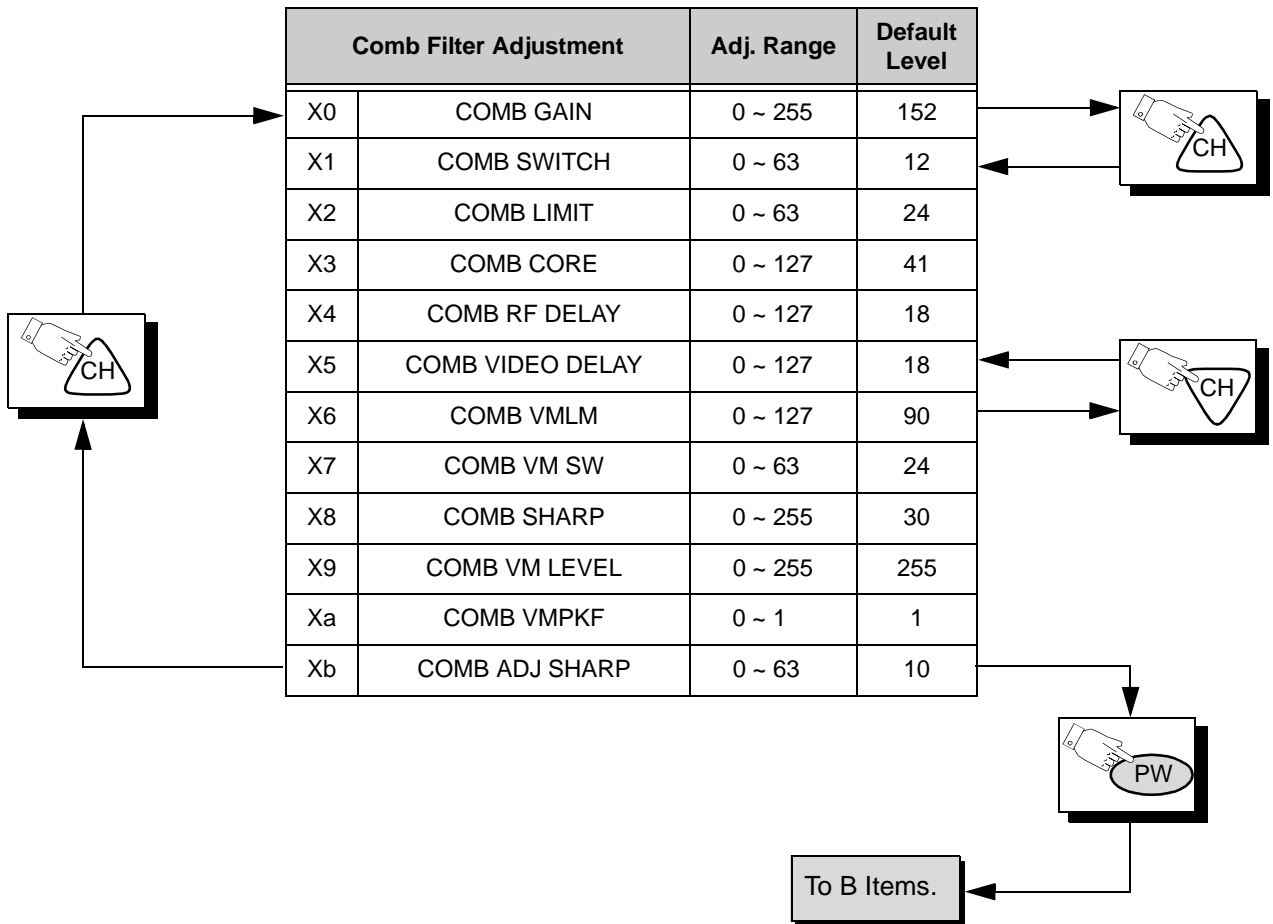 Comb Filter Adjustment Adj. Range Default Level
X0 COMB GAIN 0 ~ 255 152
X1 COMB SWITCH 0 ~ 63 12
X2 COMB LIMIT 0 ~ 63 24
X3 COMB CORE 0 ~ 127 41
X4 COMB RF DELAY 0 ~ 127 18
X5 COMB VIDEO DELAY 0 ~ 127 18
X6 COMB VMLM 0 ~ 127 90
X7 COMB VM SW 0 ~ 63 24
X8 COMB SHARP 0 ~ 255 30
X9 COMB VM LEVEL 0 ~ 255 255
Xa COMB VMPKF 0 ~ 1 1
Xb COMB ADJ SHARP 0 ~ 63 10
CH
CH
CH
PW
To B Items.